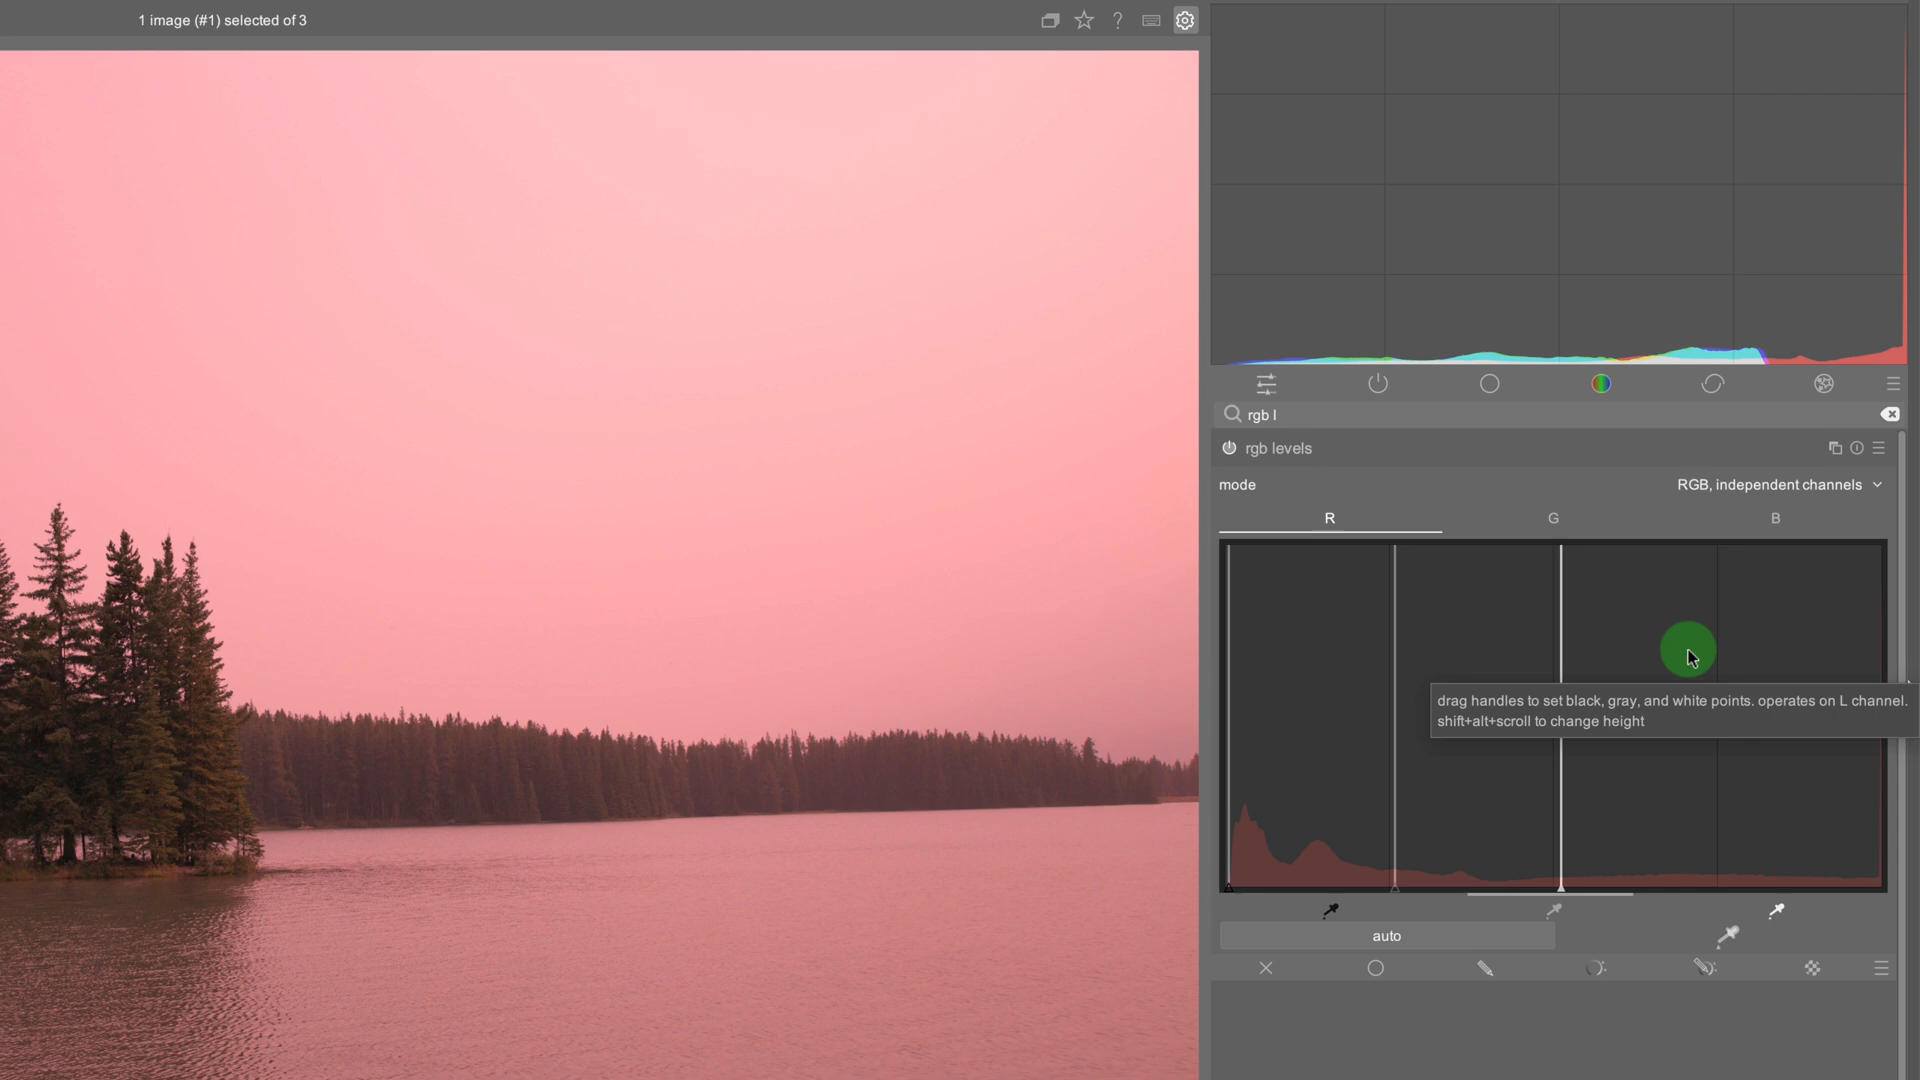 1 image (#1) selected of 3
rgb l
rgb levels
mode
RGB, independent channels
R
G
B
drag handles to set black, gray, and white points. operates on L channel.
shift+alt+scroll to change height
auto